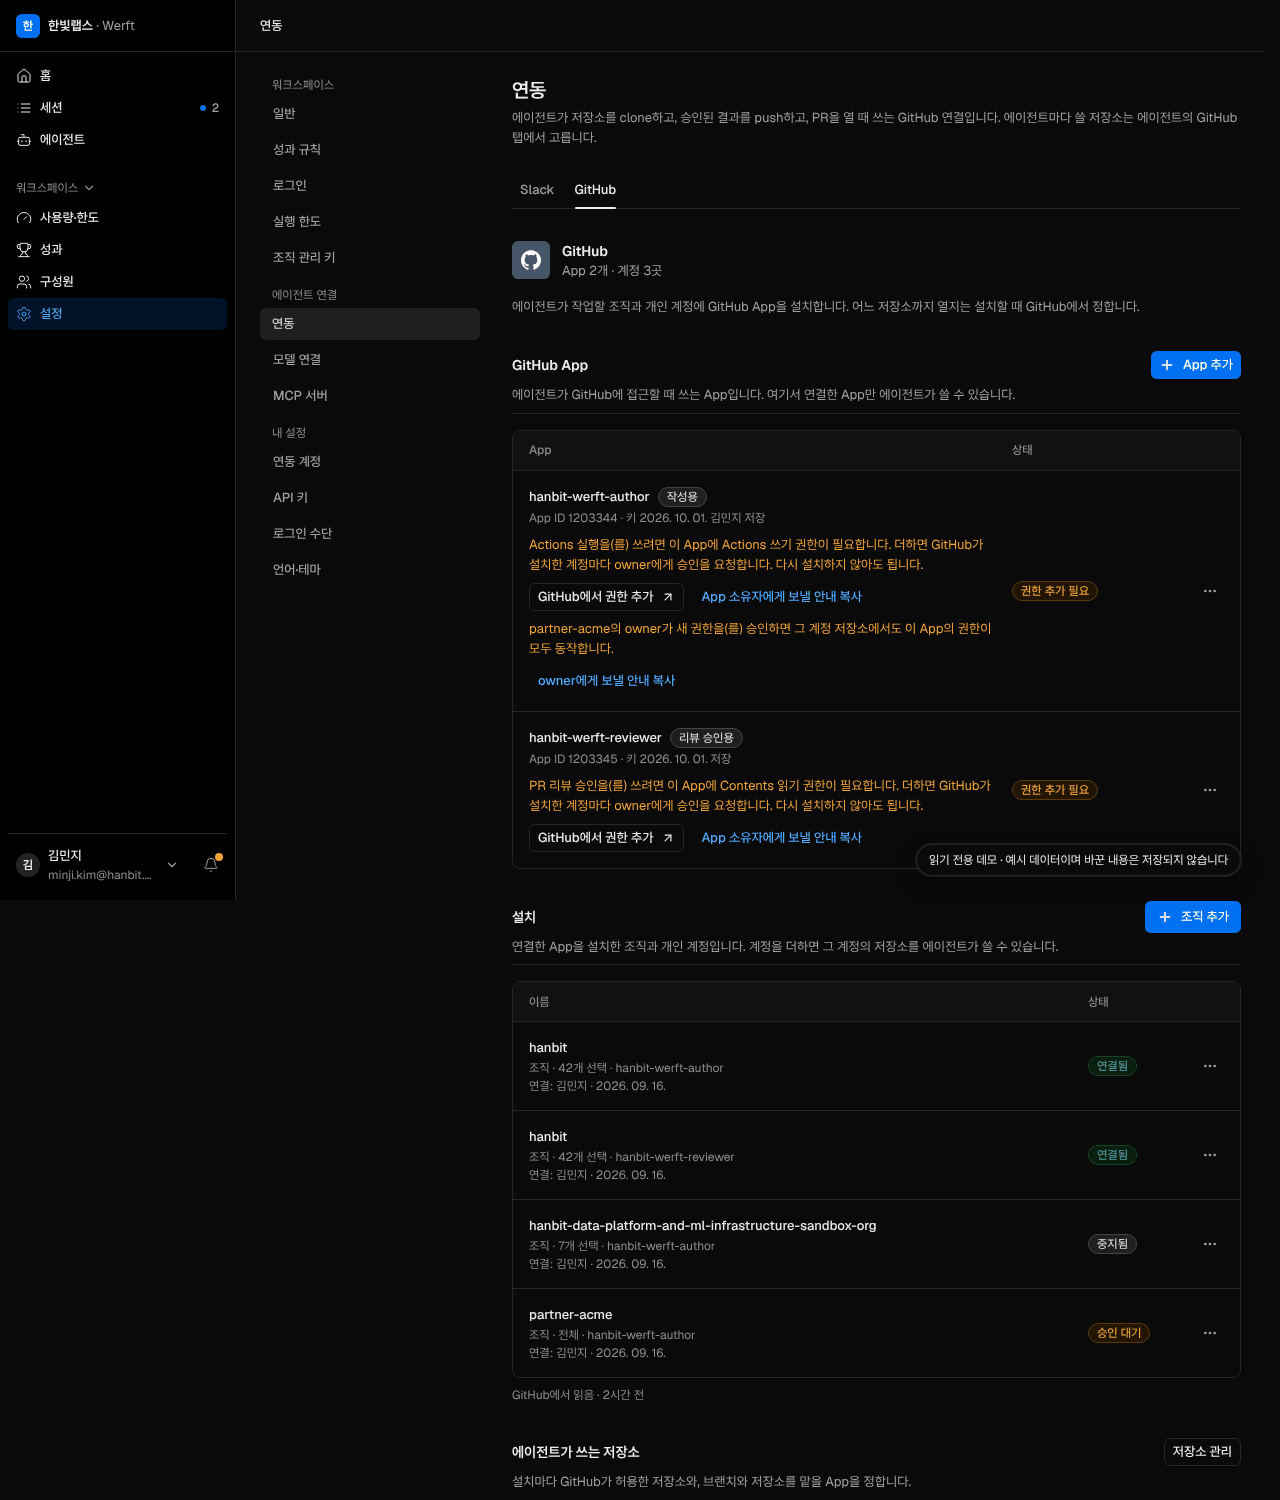 한 한빛랩스 · Werft
연동
홈
세션 2
에이전트
워크스페이스
사용량·한도
성과
구성원
설정
김 김민지
minji.kim@hanbit....
워크스페이스
일반
성과 규칙
로그인
실행 한도
조직 관리 키
에이전트 연결
연동
모델 연결
MCP 서버
내 설정
연동 계정
API 키
로그인 수단
언어·테마
연동
에이전트가 저장소를 clone하고, 승인된 결과를 push하고, PR을 열 때 쓰는 GitHub 연결입니다. 에이전트마다 쓸 저장소는 에이전트의 GitHub
탭에서 고릅니다.
Slack GitHub
GitHub
App 2개 · 계정 3곳
에이전트가 작업할 조직과 개인 계정에 GitHub App을 설치합니다. 어느 저장소까지 열지는 설치할 때 GitHub에서 정합니다.
GitHub App
App 추가
에이전트가 GitHub에 접근할 때 쓰는 App입니다. 여기서 연결한 App만 에이전트가 쓸 수 있습니다.
App 상태
hanbit-werft-author 작성용
App ID 1203344 · 키 2026. 10. 01. 김민지 저장
Actions 실행을(를) 쓰려면 이 App에 Actions 쓰기 권한이 필요합니다. 더하면 GitHub가
설치한 계정마다 owner에게 승인을 요청합니다. 다시 설치하지 않아도 됩니다.
GitHub에서 권한 추가 App 소유자에게 보낼 안내 복사
권한 추가 필요
partner-acme의 owner가 새 권한을(를) 승인하면 그 계정 저장소에서도 이 App의 권한이
모두 동작합니다.
owner에게 보낼 안내 복사
hanbit-werft-reviewer 리뷰 승인용
App ID 1203345 · 키 2026. 10. 01. 저장
PR 리뷰 승인을(를) 쓰려면 이 App에 Contents 읽기 권한이 필요합니다. 더하면 GitHub가
설치한 계정마다 owner에게 승인을 요청합니다. 다시 설치하지 않아도 됩니다.
권한 추가 필요
GitHub에서 권한 추가 App 소유자에게 보낼 안내 복사
읽기 전용 데모 · 예시 데이터이며 바꾼 내용은 저장되지 않습니다
설치
조직 추가
연결한 App을 설치한 조직과 개인 계정입니다. 계정을 더하면 그 계정의 저장소를 에이전트가 쓸 수 있습니다.
이름 상태
hanbit
조직 · 42개 선택 · hanbit-werft-author
연결: 김민지 · 2026. 09. 16.
연결됨
hanbit
조직 · 42개 선택 · hanbit-werft-reviewer
연결: 김민지 · 2026. 09. 16.
연결됨
hanbit-data-platform-and-ml-infrastructure-sandbox-org
조직 · 7개 선택 · hanbit-werft-author
연결: 김민지 · 2026. 09. 16.
중지됨
partner-acme
조직 · 전체 · hanbit-werft-author
연결: 김민지 · 2026. 09. 16.
승인 대기
GitHub에서 읽음 · 2시간 전
에이전트가 쓰는 저장소
저장소 관리
설치마다 GitHub가 허용한 저장소와, 브랜치와 저장소를 맡을 App을 정합니다.